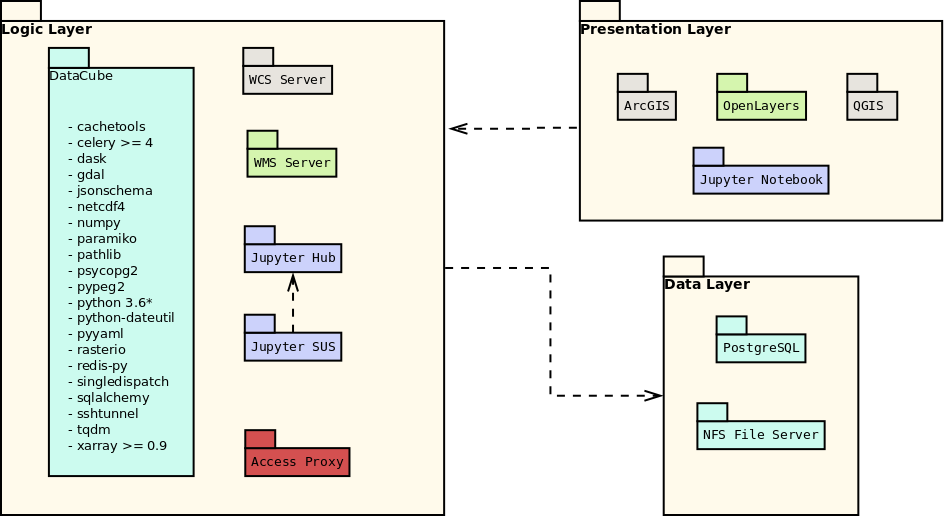 Logic Layer
DataCube
- cachetools
- celery >= 4
- dask
- gdal
- jsonschema
- netcdf4
- numpy
- paramiko
- pathlib
- psycopg2
- pypeg2
- python 3.6*
- python-dateutil
- pyyaml
- rasterio
- redis-py
- singledispatch
- sqlalchemy
- sshtunnel
- tqdm
- xarray >= 0.9
WCS Server
WMS Server
Jupyter Hub
Jupyter SUS
Access Proxy
Presentation Layer
ArcGIS
OpenLayers
QGIS
Jupyter Notebook
Data Layer
PostgreSQL
NFS File Server